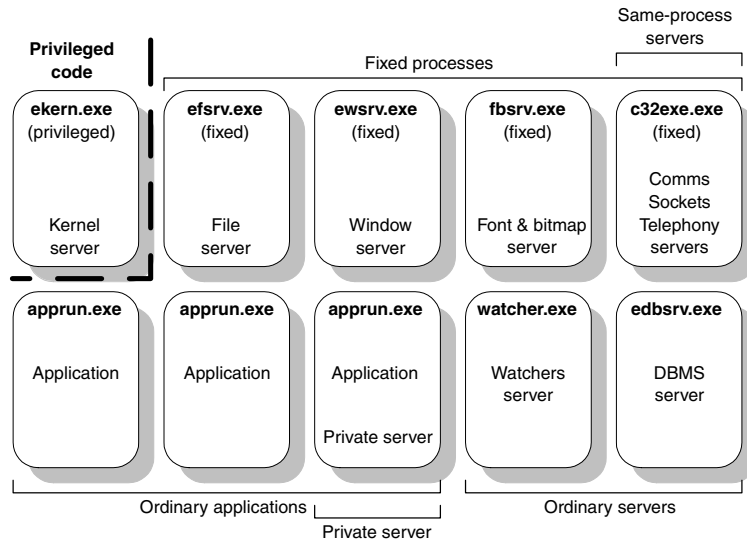 Same-process
servers
Privileged
code
Fixed processes
ekern.exe
(privileged)
Kernel
server
efsrv.exe
(fixed)
File
server
ewsrv.exe
(fixed)
Window
server
fbsrv.exe
(fixed)
Font & bitmap
server
c32exe.exe
(fixed)
Comms
Sockets
Telephony
servers
apprun.exe
Application
apprun.exe
Application
apprun.exe
Application
Private server
watcher.exe
Watchers
server
edbsrv.exe
DBMS
server
Ordinary applications
Ordinary servers
Private server